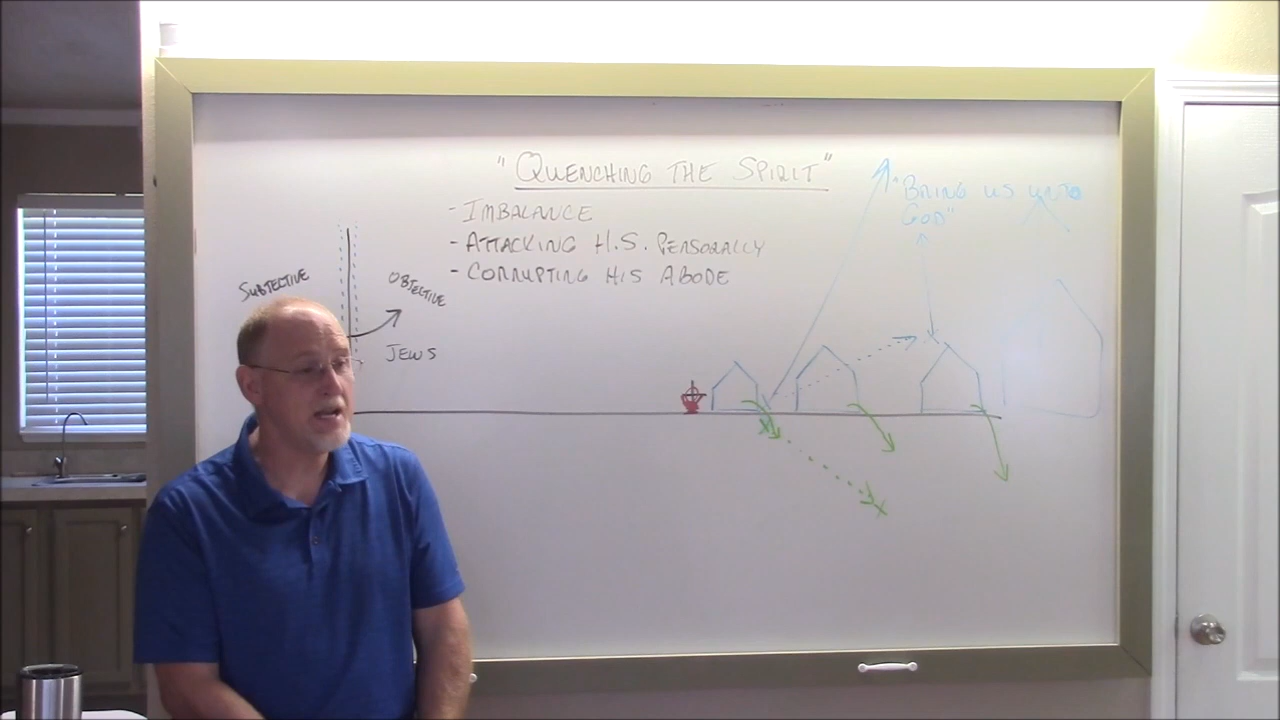 "QUENCHING THE SPIRIT"
- IMBALANCE
- ATTACKING H.S. PERSONALLY
- CORRUPTING HIS ABODE
"BRING US UNTO
GOD"
SUBJECTIVE
OBJECTIVE
JEWS